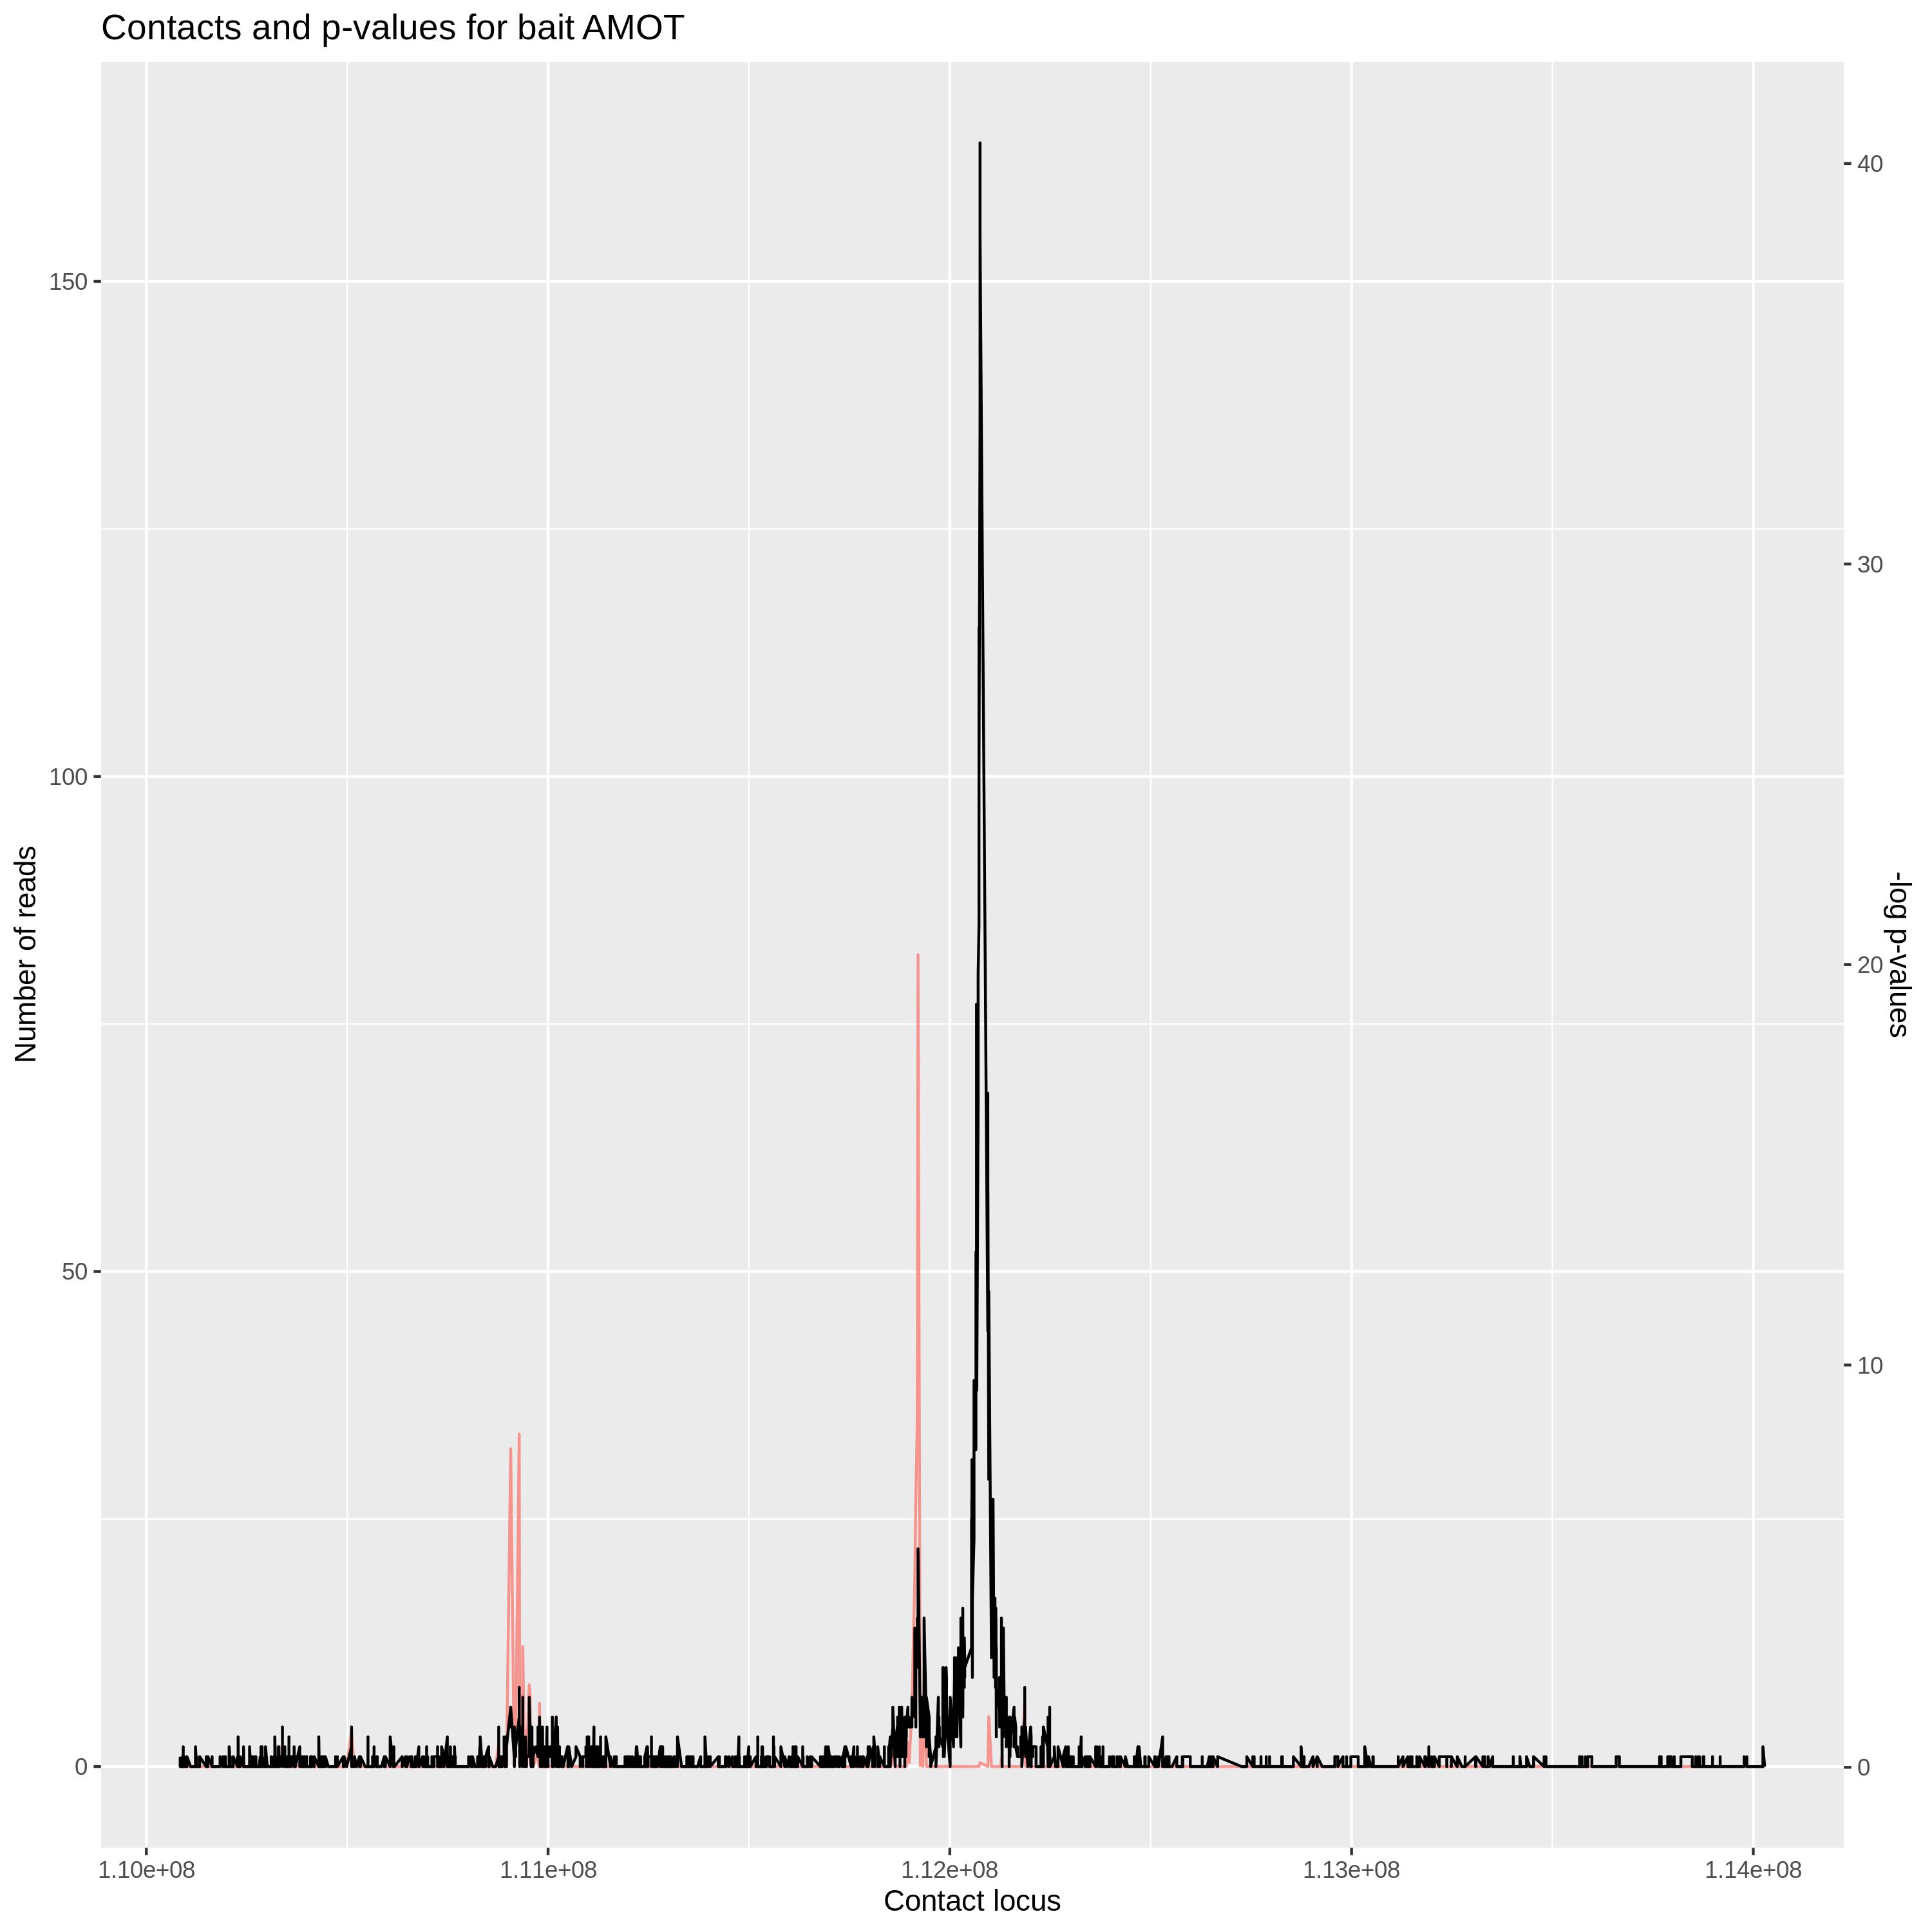 Contacts and p-values for bait AMOT
150
100
50
0
Number of reads
40
30
20
10
0
-log p-values
1.10e+08
1.11e+08
1.12e+08
1.13e+08
1.14e+08
Contact locus